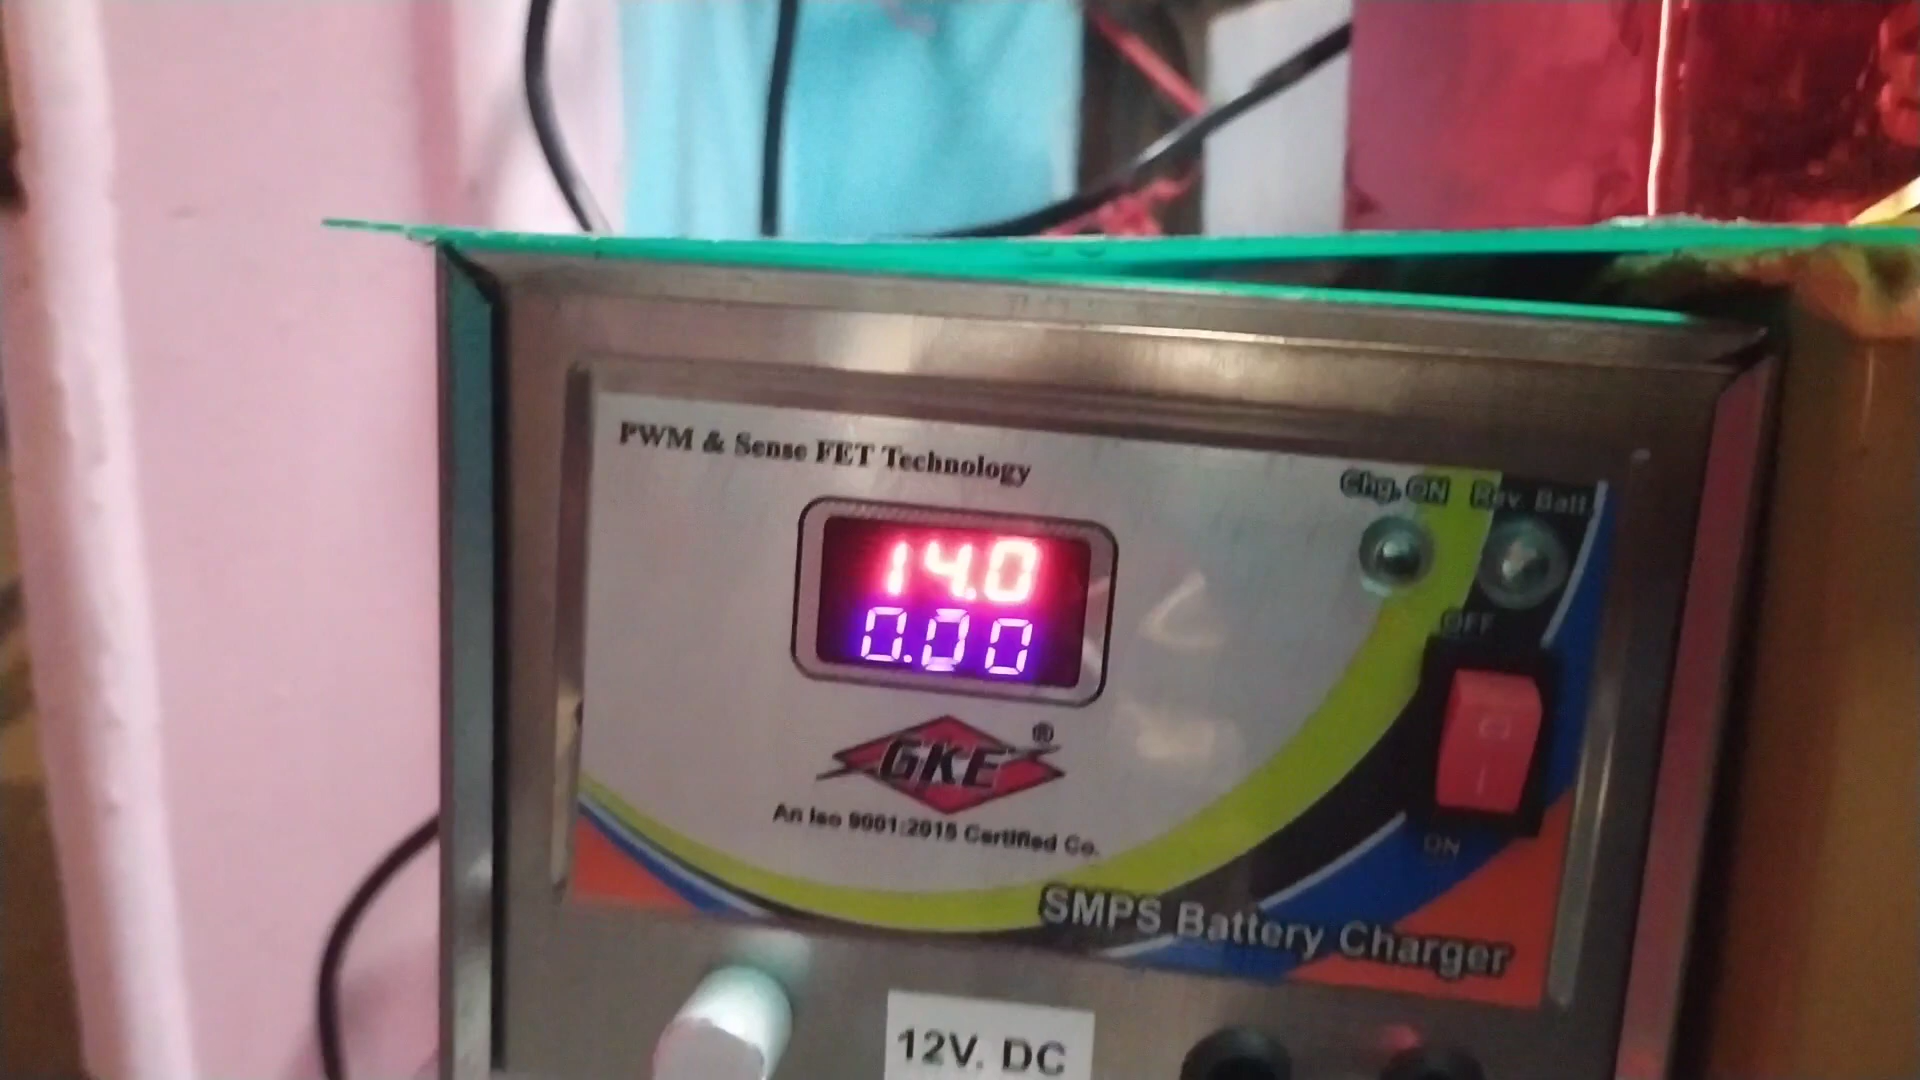 PWM & Sense FET Technology
Chg. ON Rev. Batt.
14.0
0.00
OFF
GKE®
An Iso 9001:2015 Certified Co.
ON
SMPS Battery Charger
12V. DC